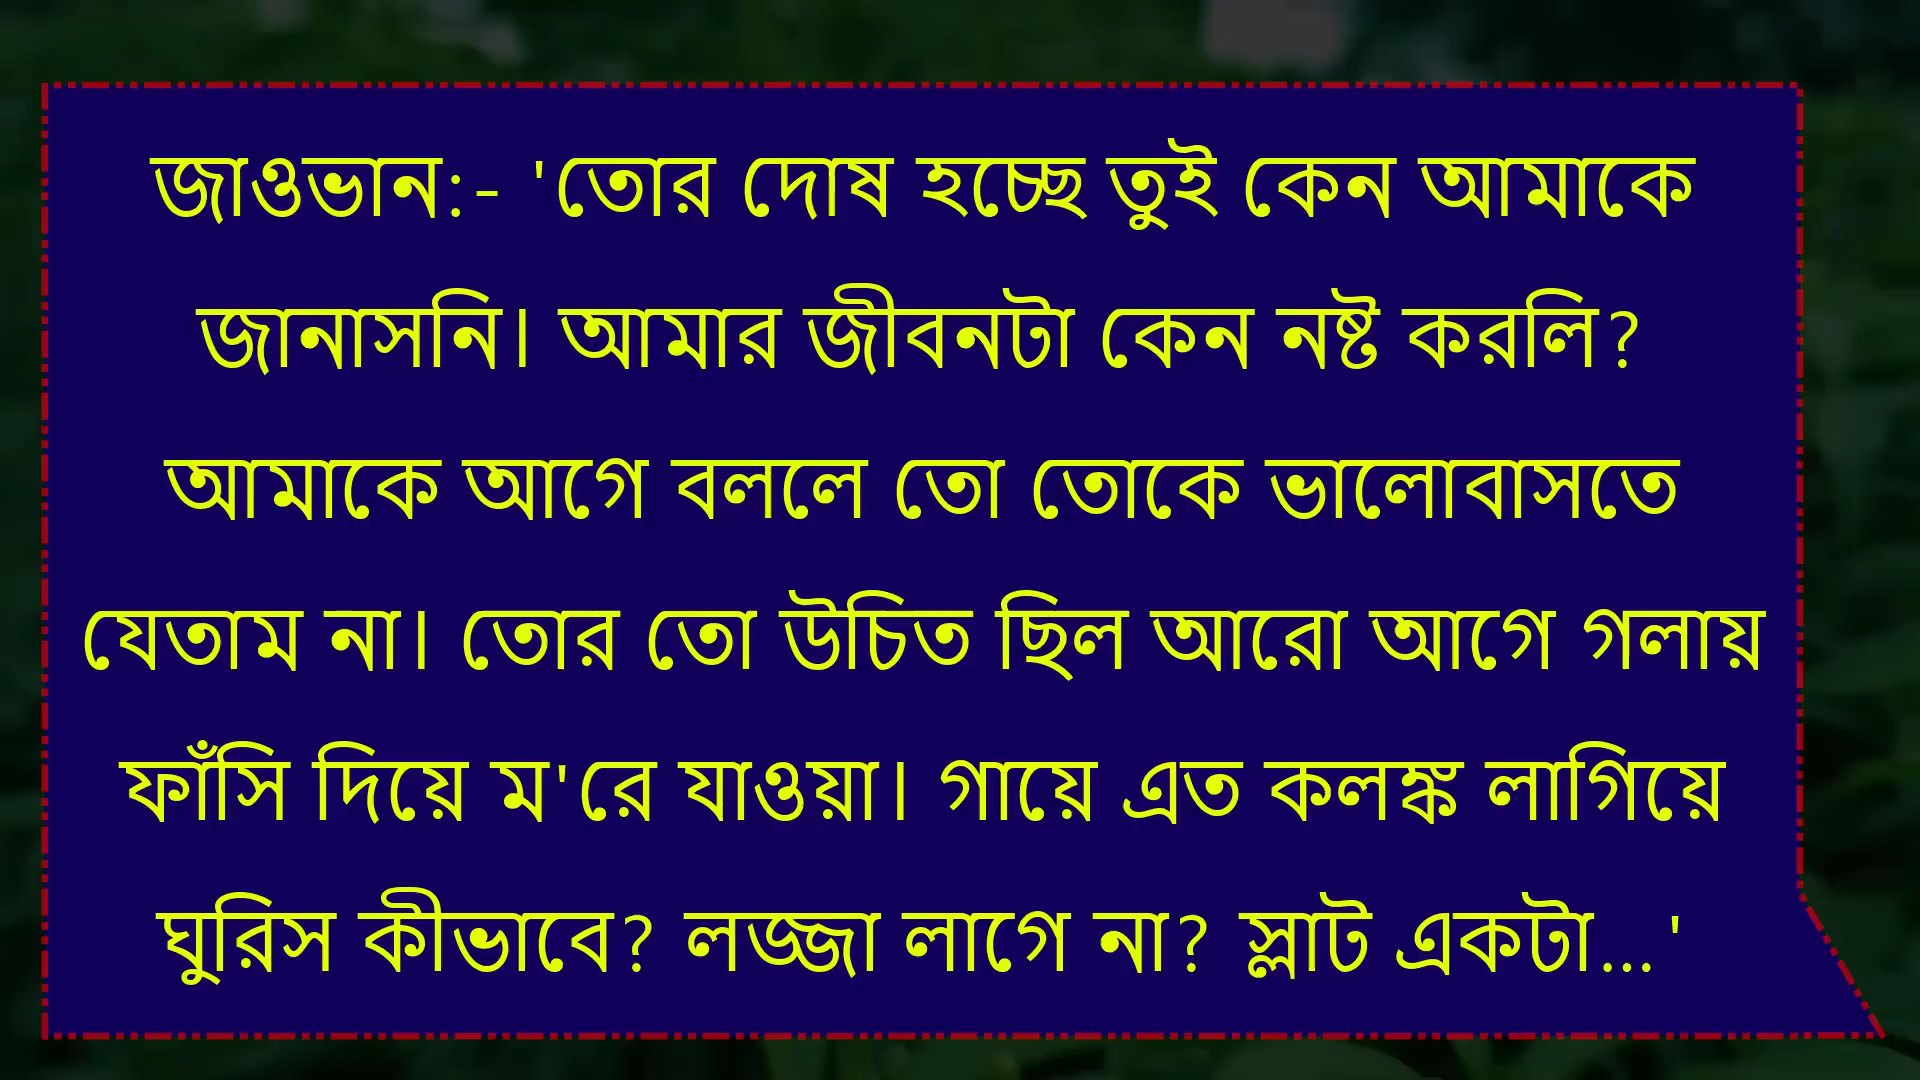 জাওভান:- 'তোর দোষ হচ্ছে তুই কেন আমাকে
জানাসনি। আমার জীবনটা কেন নষ্ট করলি?
আমাকে আগে বললে তো তোকে ভালোবাসতে
যেতাম না। তোর তো উচিত ছিল আরো আগে গলায়
ফাঁসি দিয়ে ম'রে যাওয়া। গায়ে এত কলঙ্ক লাগিয়ে
ঘুরিস কীভাবে? লজ্জা লাগে না? স্লাট একটা...'